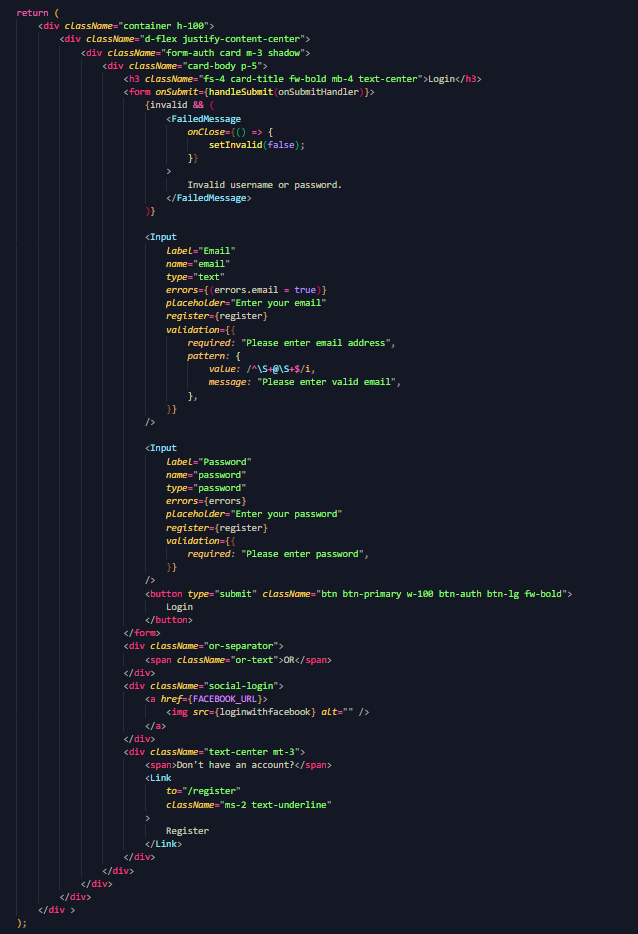 return (
<div className="container h-100">
<div className="d-flex justify-content-center">
<div className="form-auth card m-3 shadow">
<div className="card-body p-5">
<h3 className="fs-4 card-title fw-bold mb-4 text-center">Login</h3>
<form onSubmit={handleSubmit(onSubmitHandler)}>
{invalid && (
<FailedMessage
onClose={() => {
setInvalid(false);
}}
>
Invalid username or password.
</FailedMessage>
)}
<Input
label="Email"
name="email"
type="text"
errors={(errors.email = true)}
placeholder="Enter your email"
register={register}
validation={{
required: "Please enter email address",
pattern: {
value: /^\S+@\S+$/i,
message: "Please enter valid email",
},
}}
/>
<Input
label="Password"
name="password"
type="password"
errors={errors}
placeholder="Enter your password"
register={register}
validation={{
required: "Please enter password",
}}
/>
<button type="submit" className="btn btn-primary w-100 btn-auth btn-lg fw-bold">
Login
</button>
</form>
<div className="or-separator">
<span className="or-text">OR</span>
</div>
<div className="social-login">
<a href={FACEBOOK_URL}>
<img src={loginwithfacebook} alt="" />
</a>
</div>
<div className="text-center mt-3">
<span>Don't have an account?</span>
<Link
to="/register"
className="ms-2 text-underline"
>
Register
</Link>
</div>
</div>
</div>
</div>
</div >
);